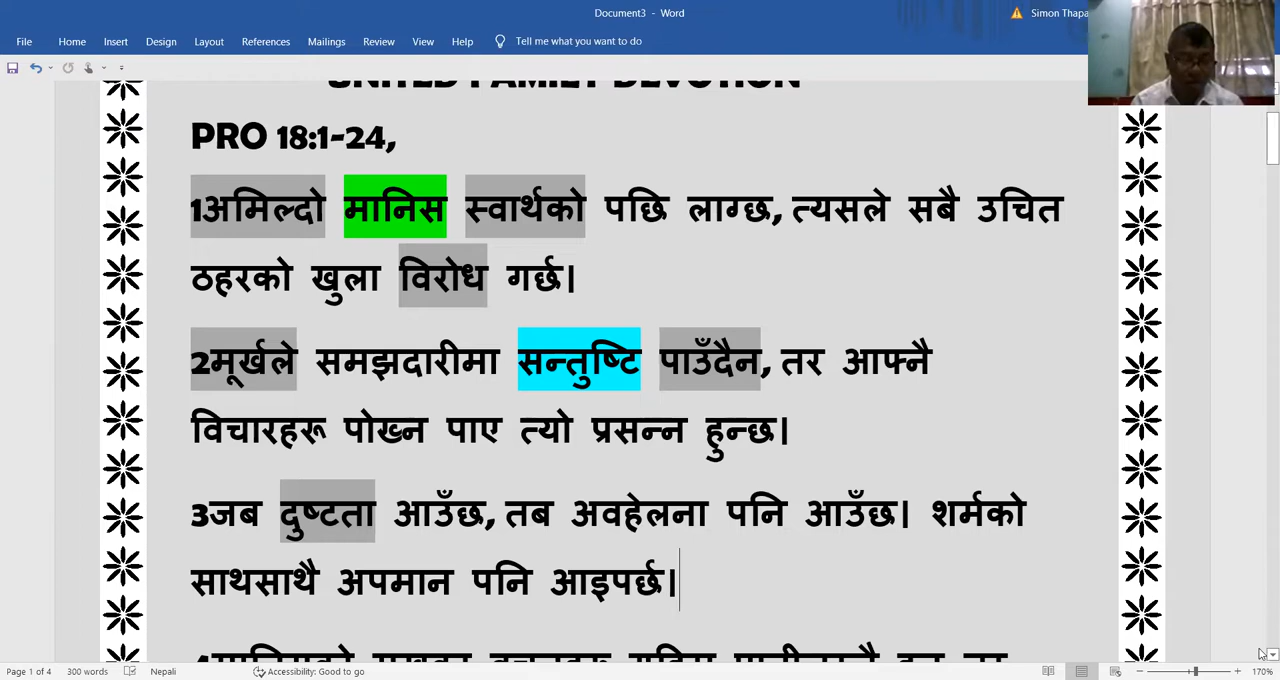 Document3 - Word
Simon Thapa
File Home Insert Design Layout References Mailings Review View Help Tell me what you want to do
UNITED FAMILY DEVOTION
PRO 18:1-24,
1अमिल्दो मानिस स्वार्थको पछि लाग्छ, त्यसले सबै उचित
ठहरको खुला विरोध गर्छ।
2मूर्खले समझदारीमा सन्तुष्टि पाउँदैन, तर आफ्नै
विचारहरू पोख्न पाए त्यो प्रसन्न हुन्छ।
3जब दुष्टता आउँछ, तब अवहेलना पनि आउँछ। शर्मको
साथसाथै अपमान पनि आइपर्छ।
Page 1 of 4 300 words Nepali Accessibility: Good to go 170%